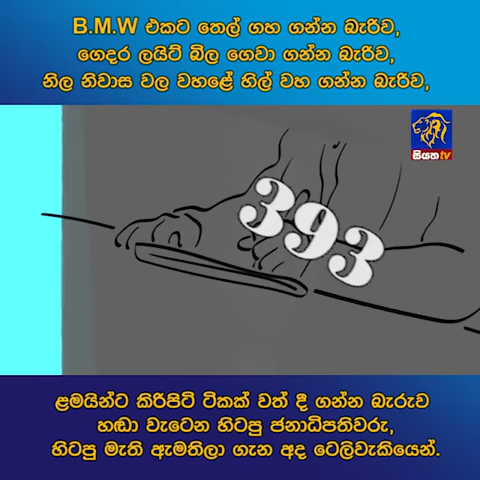 B.M.W එකට තෙල් ගහ ගන්න බැරිව,
ගෙදර ලයිට් බිල ගෙවා ගන්න බැරිව,
නිල නිවාස වල වහළේ හිල් වහ ගන්න බැරිව,
සියත tv
393
ළමයින්ට කිරිපිටි ටිකක් වත් දී ගන්න බැරුව
හඬා වැටෙන හිටපු ජනාධිපතිවරු,
හිටපු මැති ඇමතිලා ගැන අද ටෙලිවැකියෙන්.